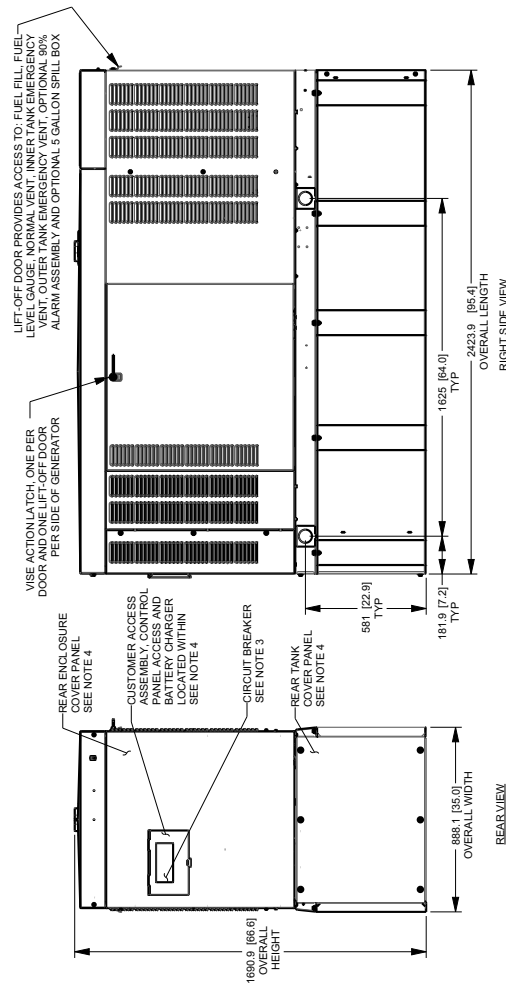 LIFT-OFF DOOR PROVIDES ACCESS TO: FUEL FILL, FUEL
LEVEL GAUGE, NORMAL VENT, INNER TANK EMERGENCY
VENT, OUTER TANK EMERGENCY VENT, OPTIONAL 90%
ALARM ASSEMBLY AND OPTIONAL 5 GALLON SPILL BOX
VISE ACTION LATCH, ONE PER
DOOR AND ONE LIFT-OFF DOOR
PER SIDE OF GENERATOR
581 [22.9]
TYP
181.9 [7.2]
TYP
1625 [64.0]
TYP
2423.9 [95.4]
OVERALL LENGTH
RIGHT SIDE VIEW
REAR ENCLOSURE
COVER PANEL
SEE NOTE 4
CUSTOMER ACCESS
ASSEMBLY, CONTROL
PANEL ACCESS AND
BATTERY CHARGER
LOCATED WITHIN
SEE NOTE 4
CIRCUIT BREAKER
SEE NOTE 3
REAR TANK
COVER PANEL
SEE NOTE 4
1690.9 [66.6]
OVERALL
HEIGHT
888.1 [35.0]
OVERALL WIDTH
REAR VIEW